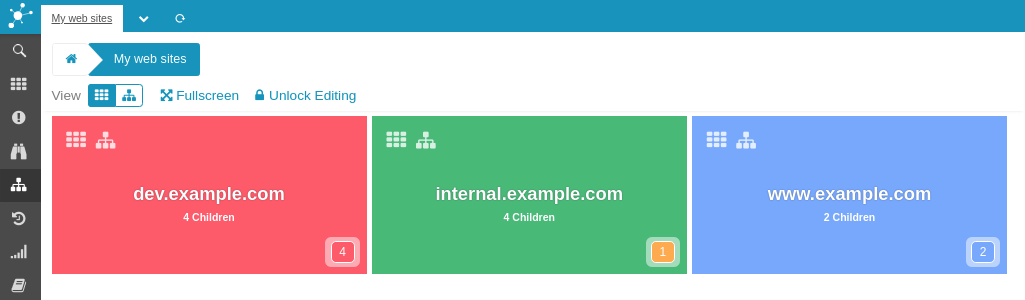 My web sites
My web sites
View
Fullscreen
Unlock Editing
dev.example.com
4 Children
4
internal.example.com
4 Children
1
www.example.com
2 Children
2